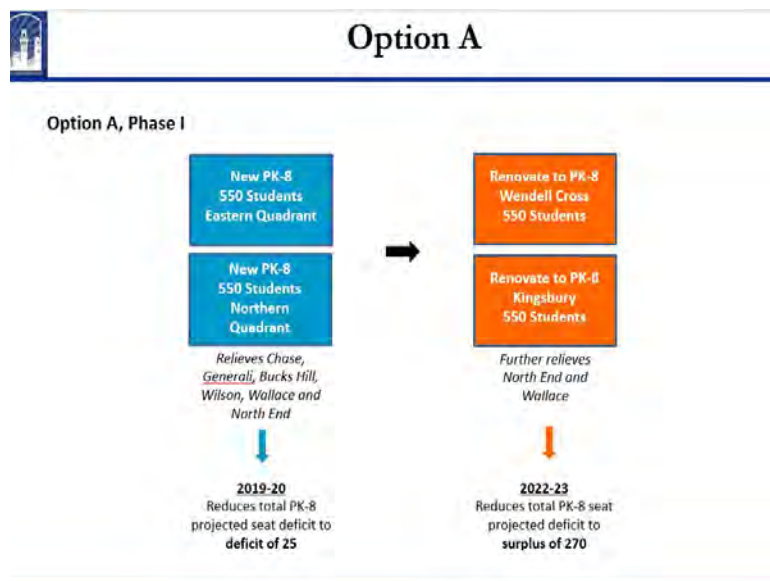 Option A
Option A, Phase I
New PK-8
550 Students
Eastern Quadrant
New PK-8
550 Students
Northern
Quadrant
Relieves Chase,
Generali, Bucks Hill,
Wilson, Wallace and
North End
2019-20
Reduces total PK-8
projected seat deficit to
deficit of 25
Renovate to PK-8
Wendell Cross
550 Students
Renovate to PK-8
Kingsbury
550 Students
Further relieves
North End and
Wallace
2022-23
Reduces total PK-8 seat
projected deficit to
surplus of 270